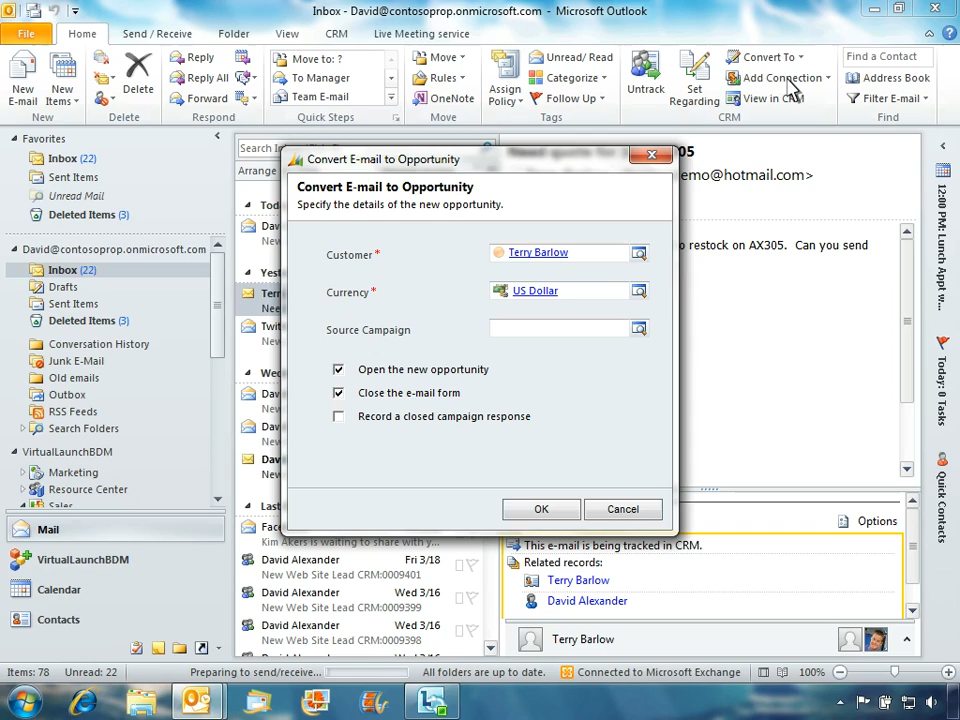 Inbox - David@contosoprop.onmicrosoft.com - Microsoft Outlook
File Home Send / Receive Folder View CRM Live Meeting service
New E-mail
New Items
New
Delete
Delete
Reply
Reply All
Forward
Respond
Move to: ?
To Manager
Team E-mail
Quick Steps
Move
Rules
OneNote
Move
Assign Policy
Unread/ Read
Categorize
Follow Up
Tags
Untrack
Set Regarding
Convert To
Add Connection
View in CRM
CRM
Find a Contact
Address Book
Filter E-mail
Find
Favorites
Inbox (22)
Sent Items
Unread Mail
Deleted Items (3)
David@contosoprop.onmicrosoft.com
Inbox (22)
Drafts
Sent Items
Deleted Items (3)
Conversation History
Junk E-Mail
Old emails
Outbox
RSS Feeds
Search Folders
VirtualLaunchBDM
Marketing
Resource Center
Sales
Mail
VirtualLaunchBDM
Calendar
Contacts
Search Inbox
Arrange
Convert E-mail to Opportunity
Convert E-mail to Opportunity
Specify the details of the new opportunity.
Customer *
Terry Barlow
Currency *
US Dollar
Source Campaign
Open the new opportunity
Close the e-mail form
Record a closed campaign response
OK
Cancel
David Alexander Fri 3/18
New Web Site Lead CRM:0009401
David Alexander Wed 3/16
New Web Site Lead CRM:0009399
David Alexander Wed 3/16
New Web Site Lead CRM:0009398
305
emo@hotmail.com>
o restock on AX305. Can you send
Options
This e-mail is being tracked in CRM.
Related records:
Terry Barlow
David Alexander
Terry Barlow
12:00 PM: Lunch Appt w...
Today: 0 Tasks
Quick Contacts
Items: 78 Unread: 22 Preparing to send/receive... All folders are up to date. Connected to Microsoft Exchange 100%